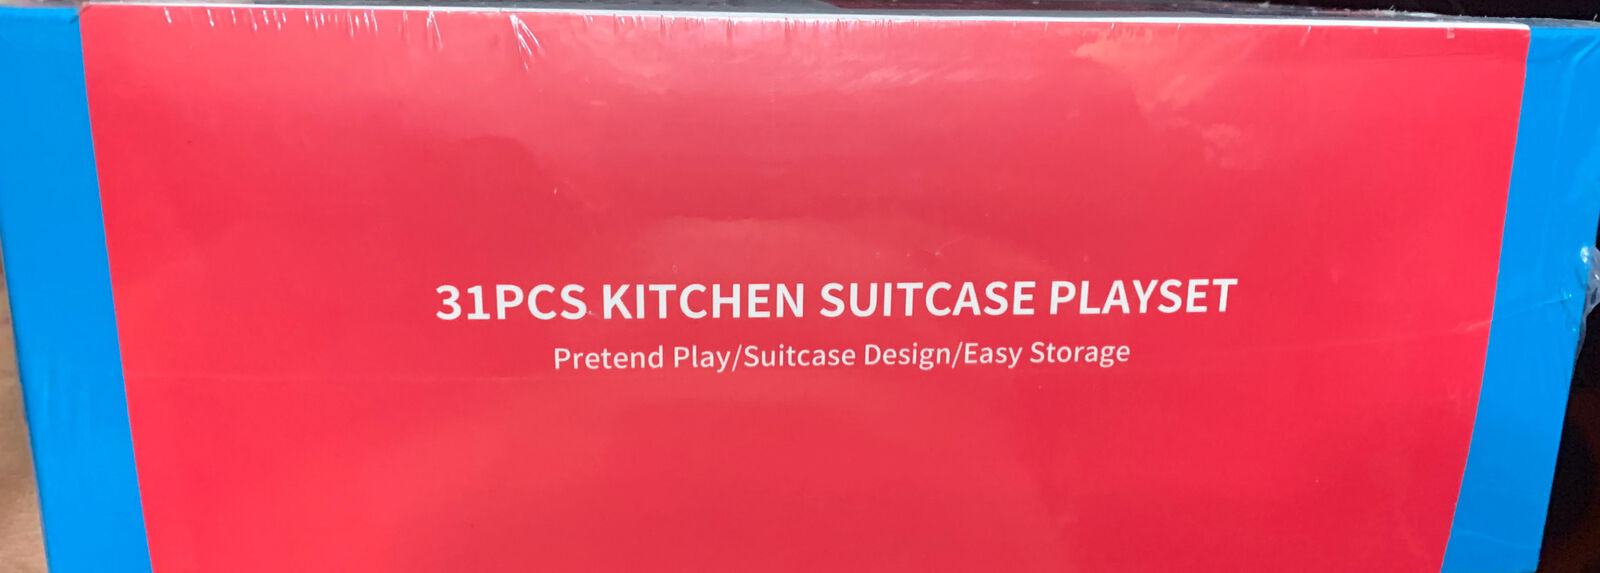 31PCS KITCHEN SUITCASE PLAYSET
Pretend Play/Suitcase Design/Easy Storage